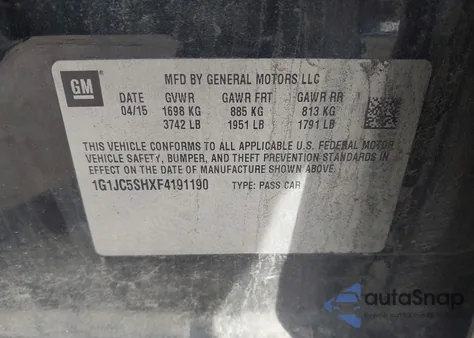 GM
MFD BY GENERAL MOTORS LLC
DATE GVWR GAWR FRT GAWR RR
04/15 1698 KG 885 KG 813 KG
3742 LB 1951 LB 1791 LB
THIS VEHICLE CONFORMS TO ALL APPLICABLE U.S. FEDERAL MOTOR
VEHICLE SAFETY, BUMPER, AND THEFT PREVENTION STANDARDS IN
EFFECT ON THE DATE OF MANUFACTURE SHOWN ABOVE.
1G1JC5SHXF4191190 TYPE: PASS CAR
autoSnap